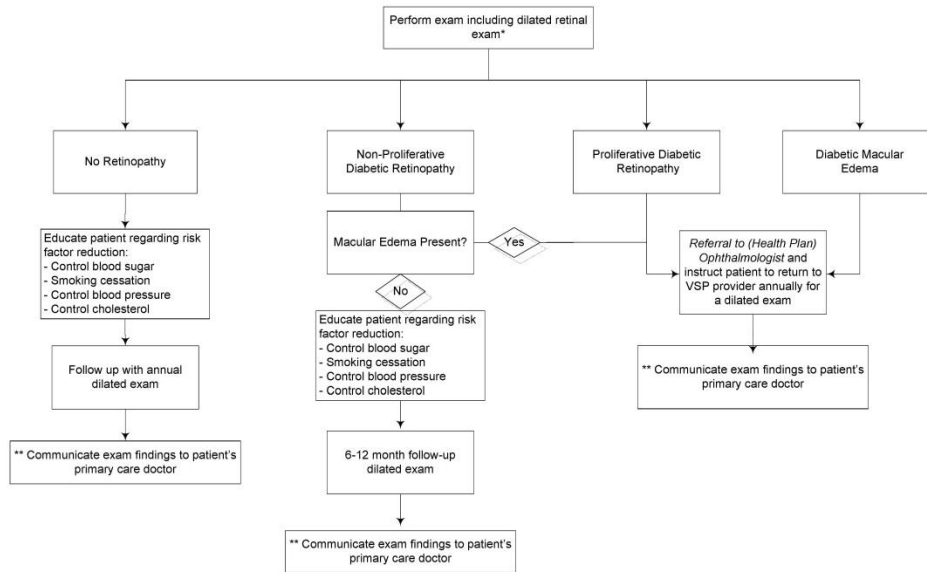 Perform exam including dilated retinal
exam*
No Retinopathy
Non-Proliferative
Diabetic Retinopathy
Proliferative Diabetic
Retinopathy
Diabetic Macular
Edema
Macular Edema Present?
Yes
No
Educate patient regarding risk
factor reduction:
- Control blood sugar
- Smoking cessation
- Control blood pressure
- Control cholesterol
Follow up with annual
dilated exam
** Communicate exam findings to patient's
primary care doctor
Educate patient regarding risk
factor reduction:
- Control blood sugar
- Smoking cessation
- Control blood pressure
- Control cholesterol
6-12 month follow-up
dilated exam
** Communicate exam findings to patient's
primary care doctor
Referral to (Health Plan)
Ophthalmologist and
instruct patient to return to
VSP provider annually for
a dilated exam
** Communicate exam findings to patient's
primary care doctor